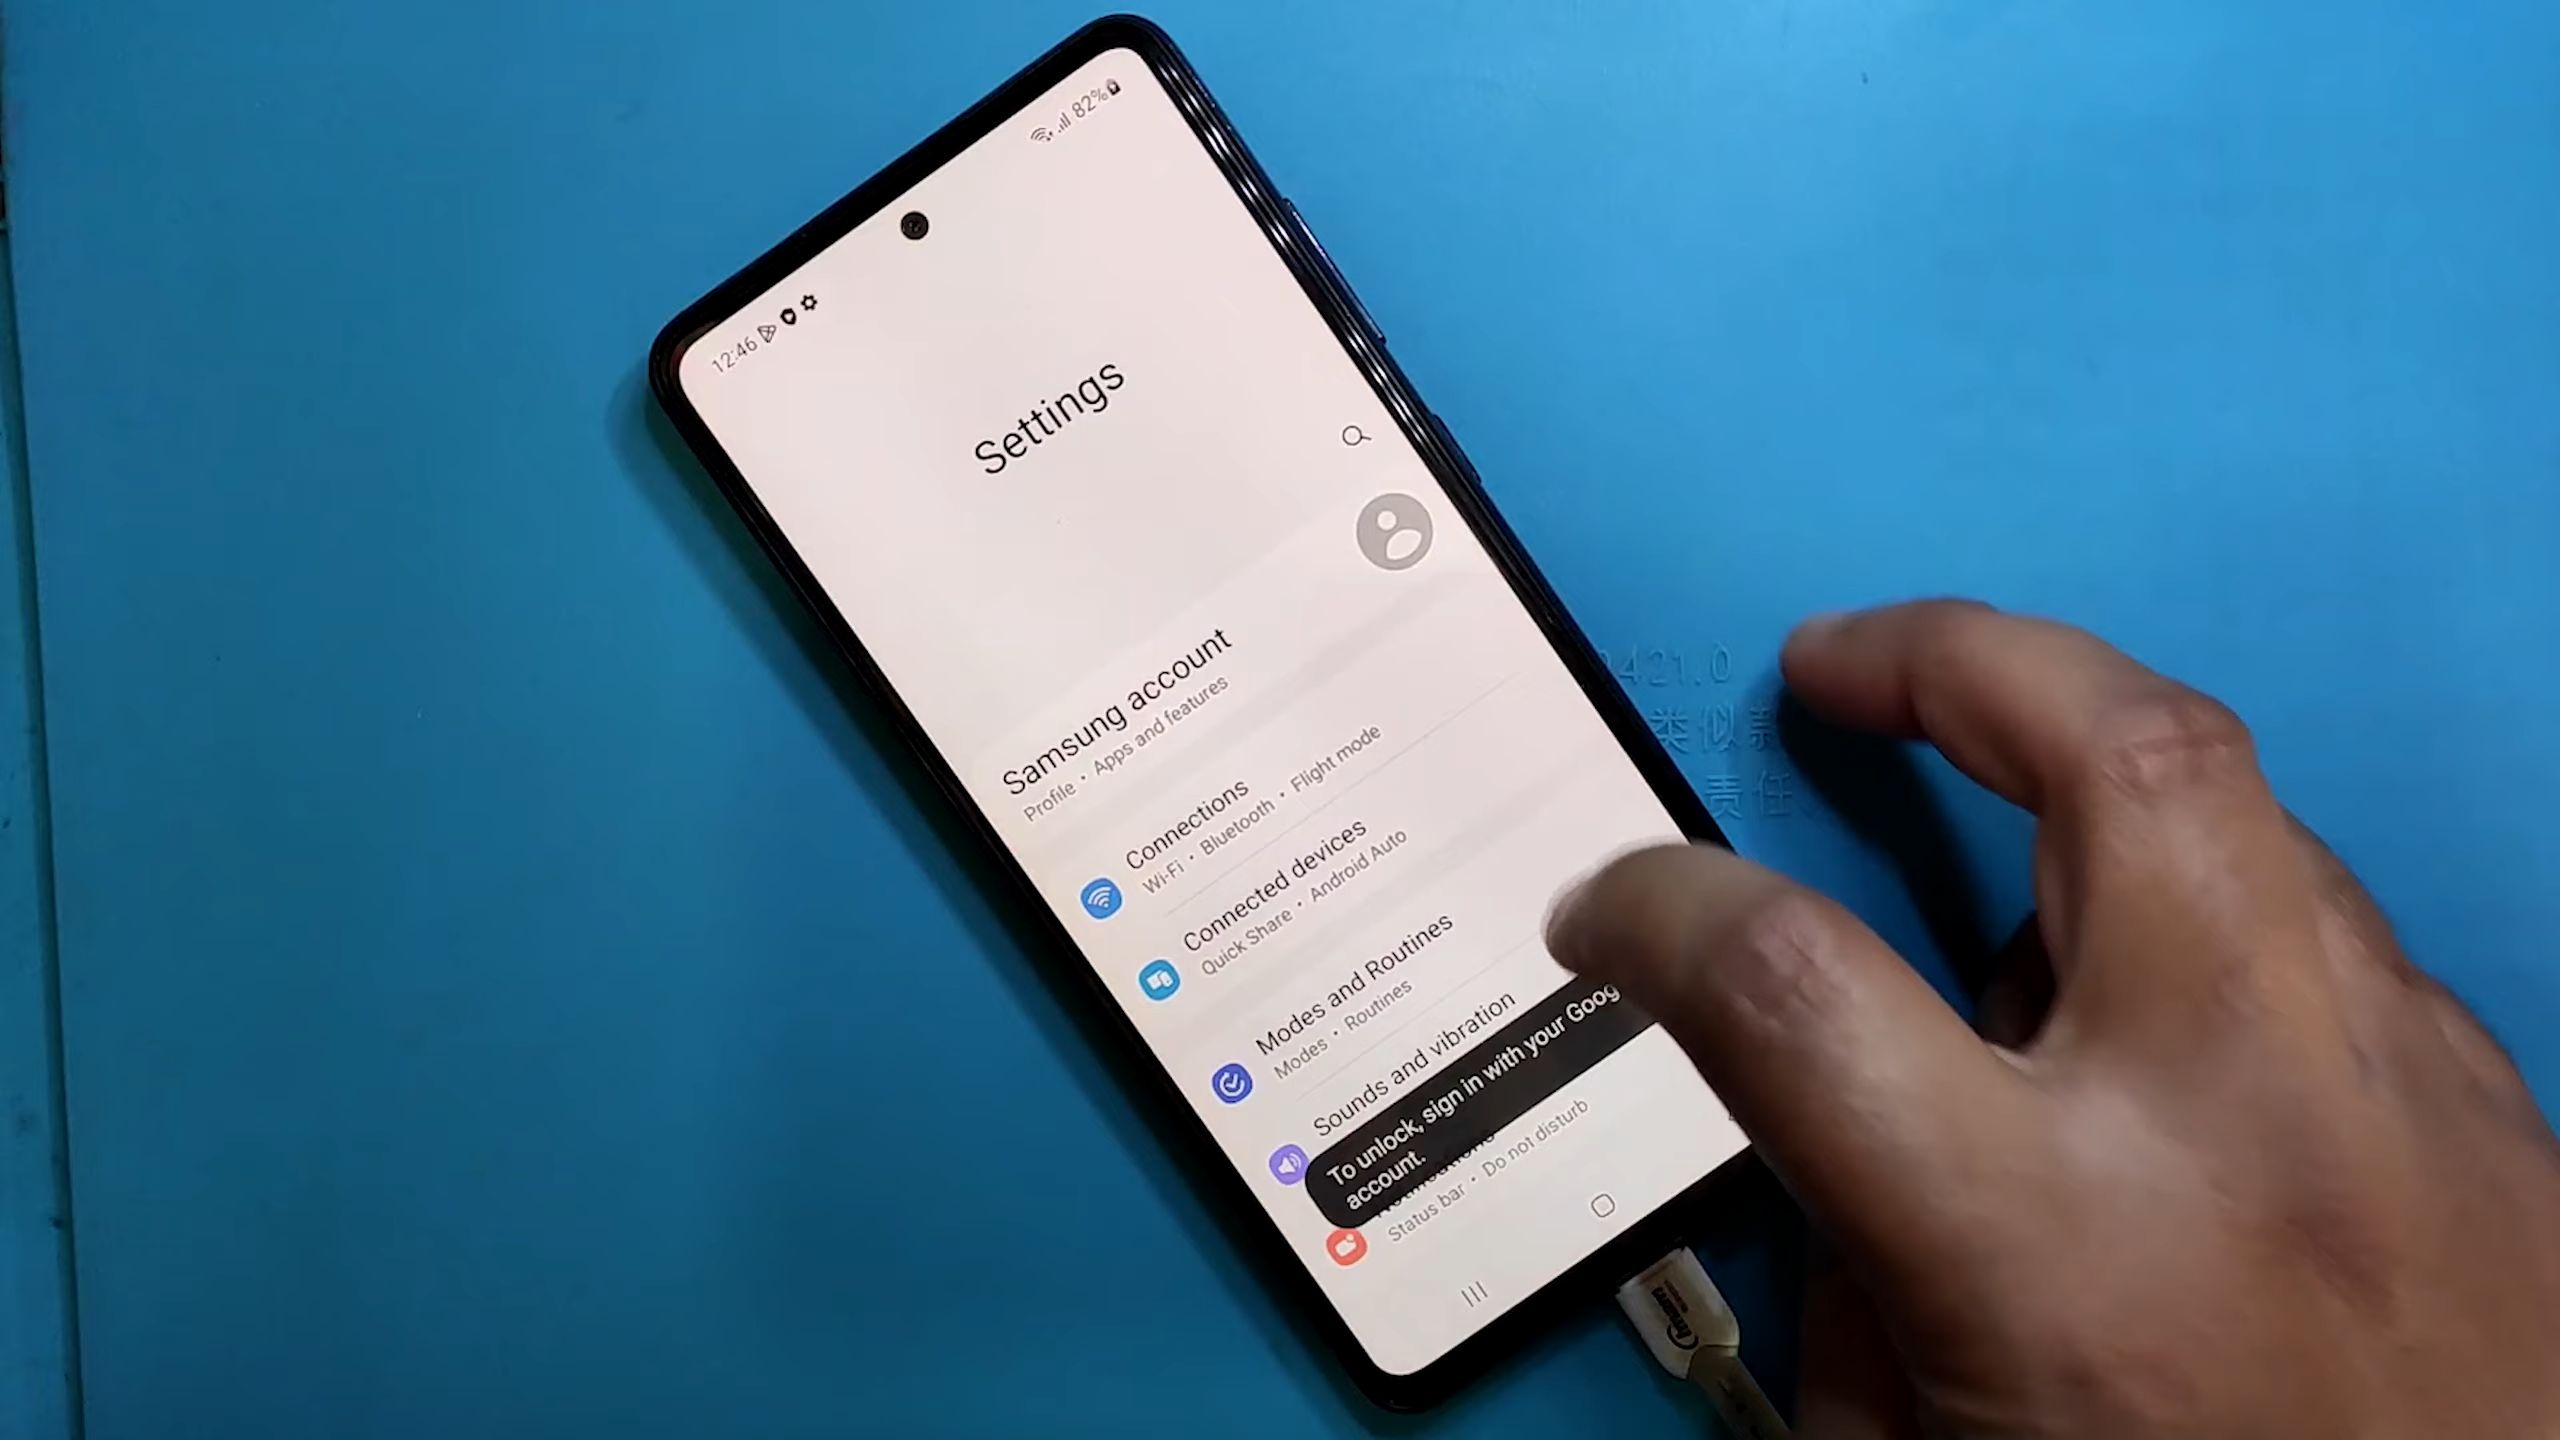 12:46
82%
Settings
Samsung account
Profile • Apps and features
Connections
Wi-Fi • Bluetooth • Flight mode
Connected devices
Quick Share • Android Auto
Modes and Routines
Modes • Routines
Sounds and vibration
To unlock, sign in with your Goog
account.
Status bar • Do not disturb
421.0
类似
责任